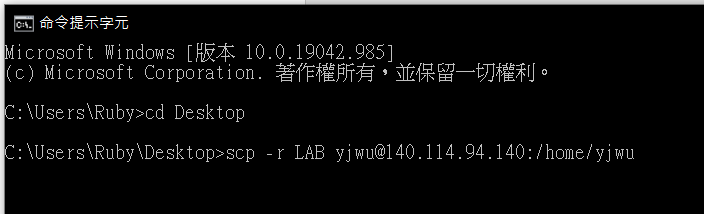 命令提示字元
Microsoft Windows [版本 10.0.19042.985]
(c) Microsoft Corporation. 著作權所有，並保留一切權利。
C:\Users\Ruby>cd Desktop
C:\Users\Ruby\Desktop>scp -r LAB yjwu@140.114.94.140:/home/yjwu